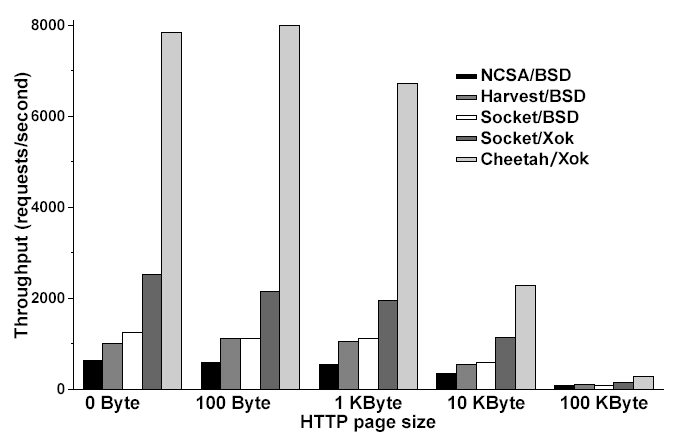 8000
6000
4000
2000
0
Throughput (requests/second)
NCSA/BSD
Harvest/BSD
Socket/BSD
Socket/Xok
Cheetah/Xok
0 Byte 100 Byte 1 KByte 10 KByte 100 KByte
HTTP page size